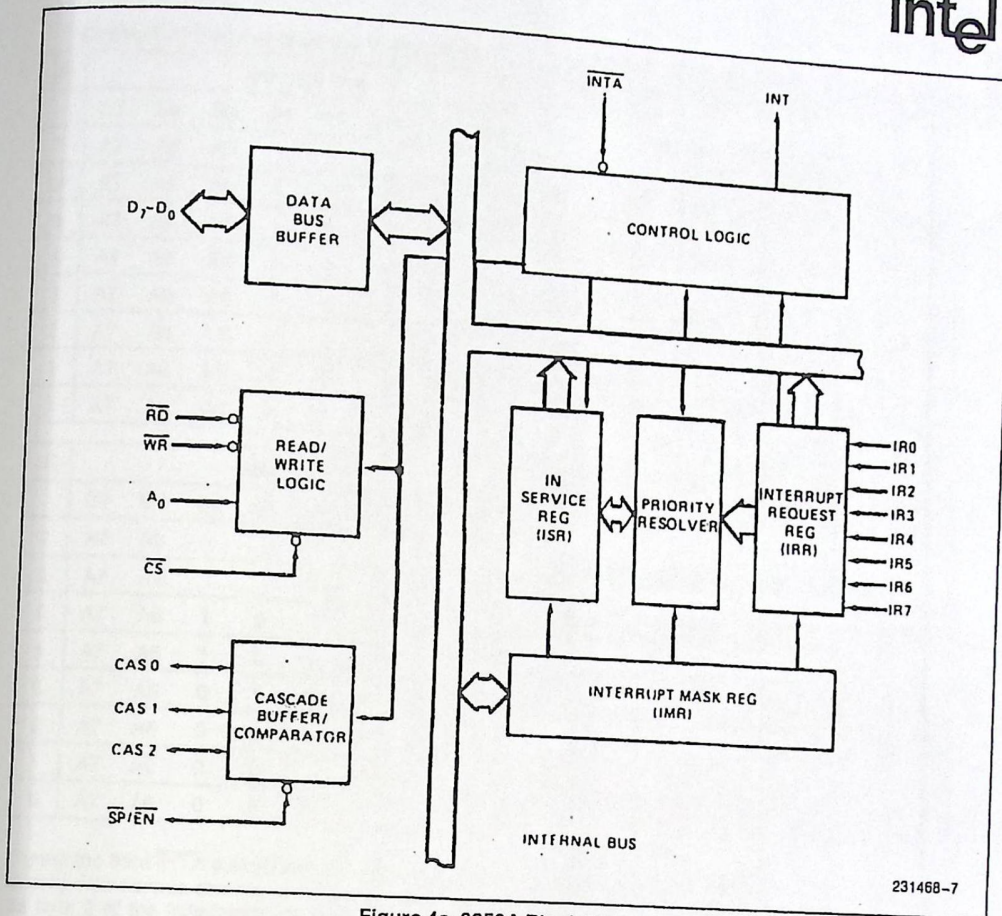 intel
INTA
INT
D7-D0
DATA
BUS
BUFFER
CONTROL LOGIC
RD
WR
A0
CS
READ/
WRITE
LOGIC
IN
SERVICE
REG
(ISR)
PRIORITY
RESOLVER
INTERRUPT
REQUEST
REG
(IRR)
IR0
IR1
IR2
IR3
IR4
IR5
IR6
IR7
CAS 0
CAS 1
CAS 2
SP/EN
CASCADE
BUFFER/
COMPARATOR
INTERRUPT MASK REG
(IMR)
INTERNAL BUS
231468-7